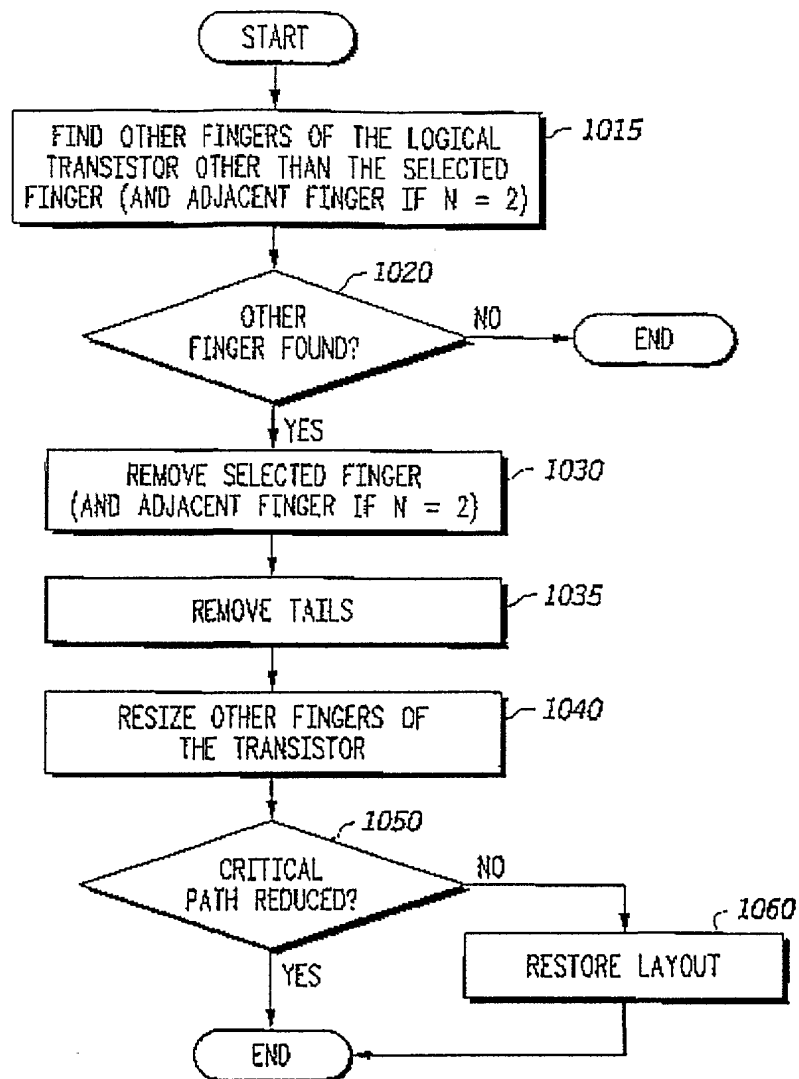 START
FIND OTHER FINGERS OF THE LOGICAL
TRANSISTOR OTHER THAN THE SELECTED
FINGER (AND ADJACENT FINGER IF N = 2)
1015
1020
OTHER
FINGER FOUND?
NO
END
YES
REMOVE SELECTED FINGER
(AND ADJACENT FINGER IF N = 2)
1030
REMOVE TAILS
1035
RESIZE OTHER FINGERS OF
THE TRANSISTOR
1040
1050
CRITICAL
PATH REDUCED?
NO
1060
RESTORE LAYOUT
YES
END